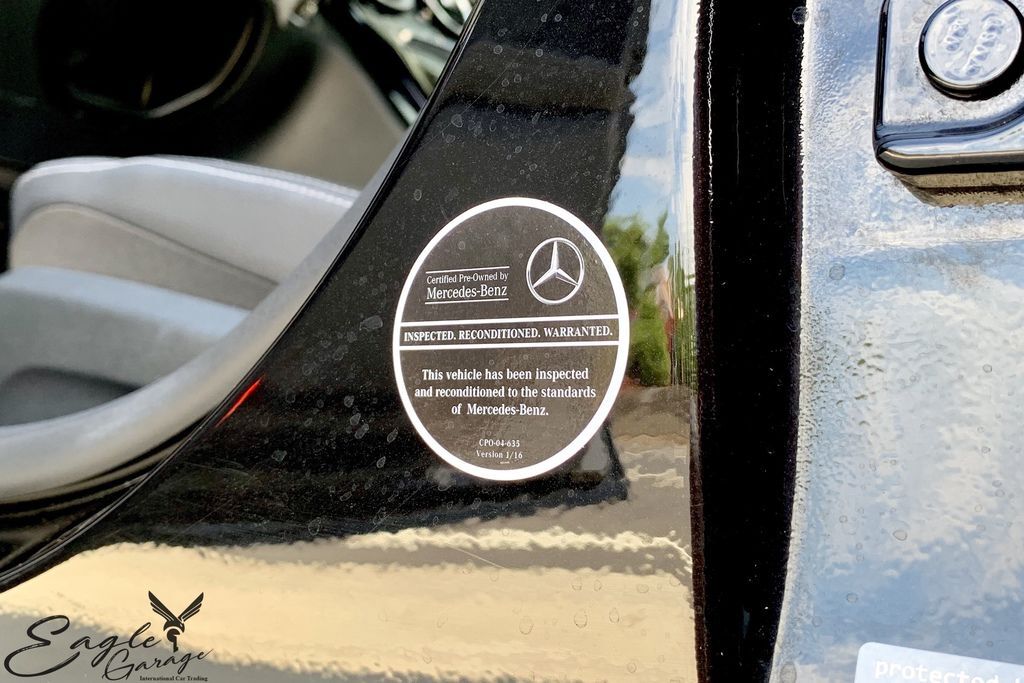 Certified Pre-Owned by
Mercedes-Benz
INSPECTED. RECONDITIONED. WARRANTED.
This vehicle has been inspected
and reconditioned to the standards
of Mercedes-Benz.
CPO-04-635
Version 1/16
Eagle
Garage
International Car Trading
protected